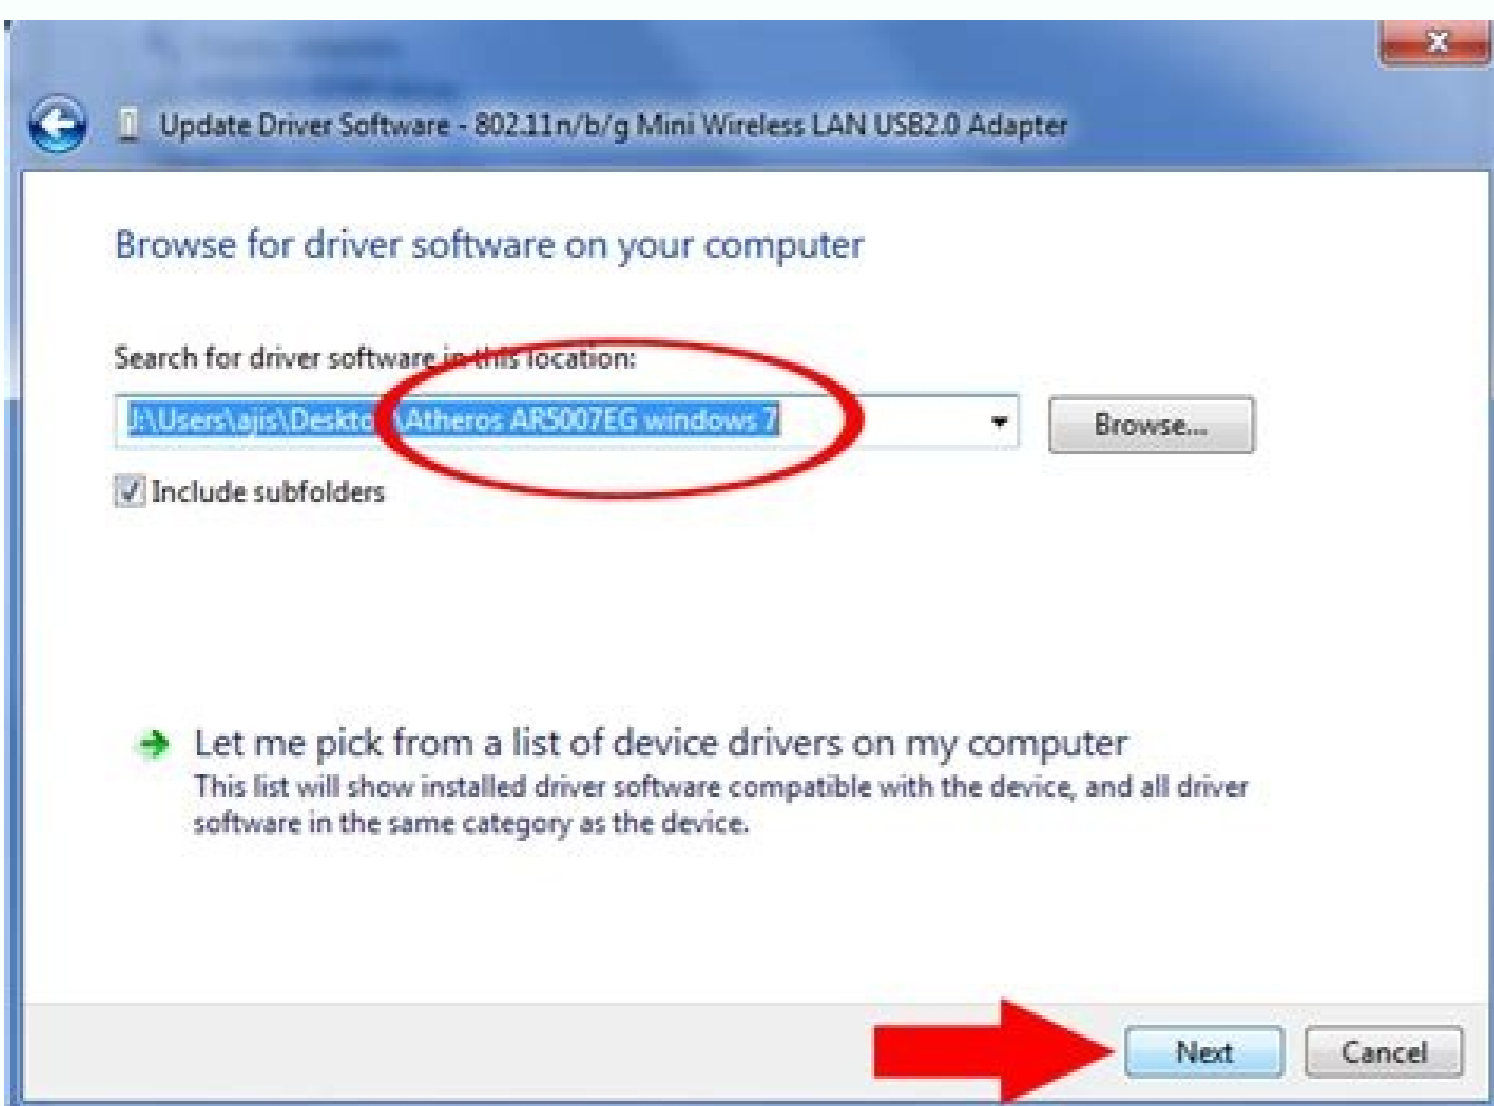 x
Update Driver Software - 802.11n/b/g Mini Wireless LAN USB2.0 Adapter
Browse for driver software on your computer
Search for driver software in this location:
J:\Users\ajis\Deskto \Atheros AR5007EG windows 7
Browse...
Include subfolders
Let me pick from a list of device drivers on my computer
This list will show installed driver software compatible with the device, and all driver
software in the same category as the device.
Next
Cancel